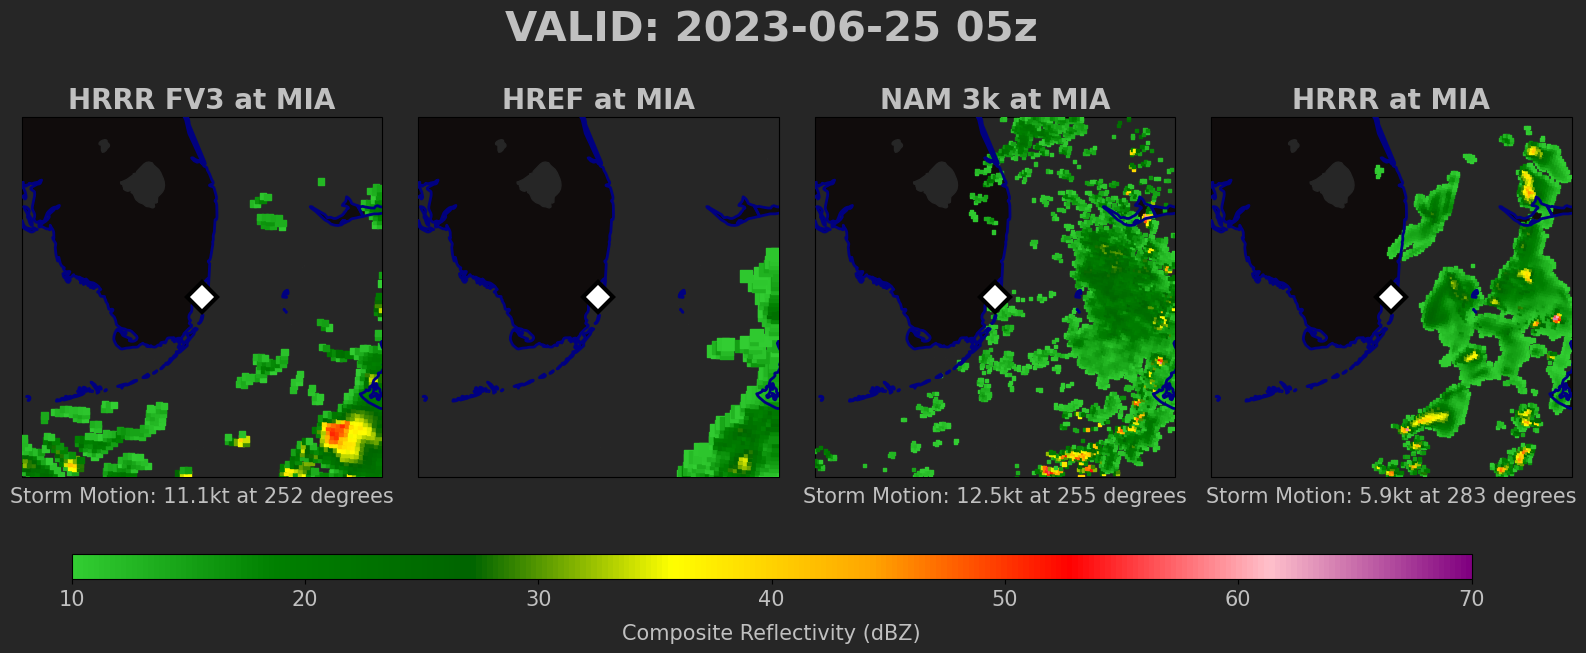 VALID: 2023-06-25 05z
HRRR FV3 at MIA
HREF at MIA
NAM 3k at MIA
HRRR at MIA
Storm Motion: 11.1kt at 252 degrees
Storm Motion: 12.5kt at 255 degrees
Storm Motion: 5.9kt at 283 degrees
10 20 30 40 50 60 70
Composite Reflectivity (dBZ)